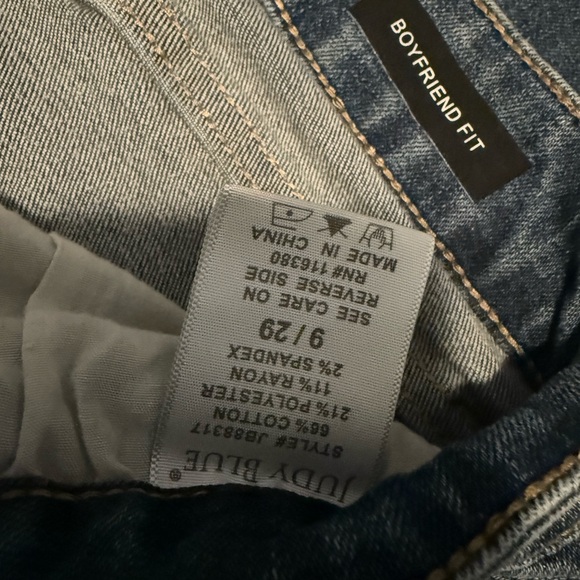 BOYFRIEND FIT
JUDY BLUE®
STYLE# JB88317
66% COTTON
21% POLYESTER
11% RAYON
2% SPANDEX
9 / 29
SEE CARE ON
REVERSE SIDE
RN# 116380
MADE IN CHINA